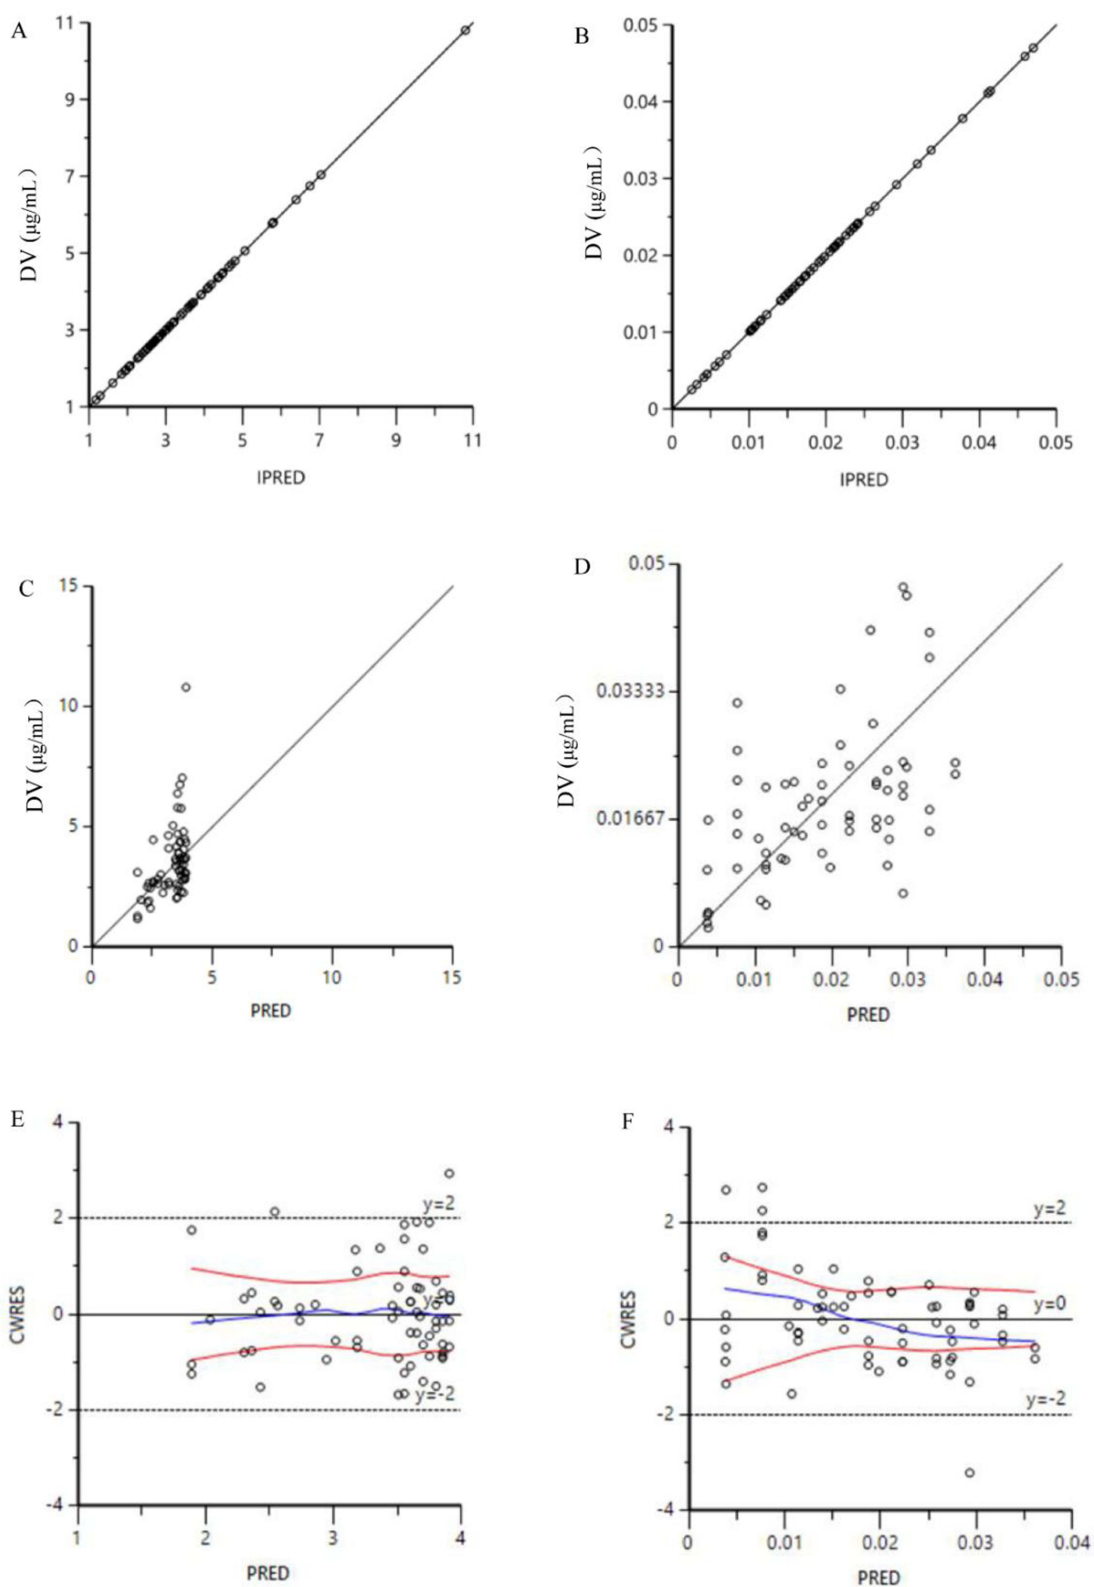 A
B
11
9
7
5
3
1
DV (μg/mL)
1 3 5 7 9 11
IPRED
0.05
0.04
0.03
0.02
0.01
0
DV (μg/mL)
0 0.01 0.02 0.03 0.04 0.05
IPRED
C
D
15
10
5
0
DV (μg/mL)
0 5 10 15
PRED
0.05
0.03333
0.01667
0
DV (μg/mL)
0 0.01 0.02 0.03 0.04 0.05
PRED
E
F
4
2
0
-2
-4
CWRES
y=2
y=-2
1 2 3 4
PRED
4
2
0
-2
-4
CWRES
y=2
y=0
y=-2
0 0.01 0.02 0.03 0.04
PRED